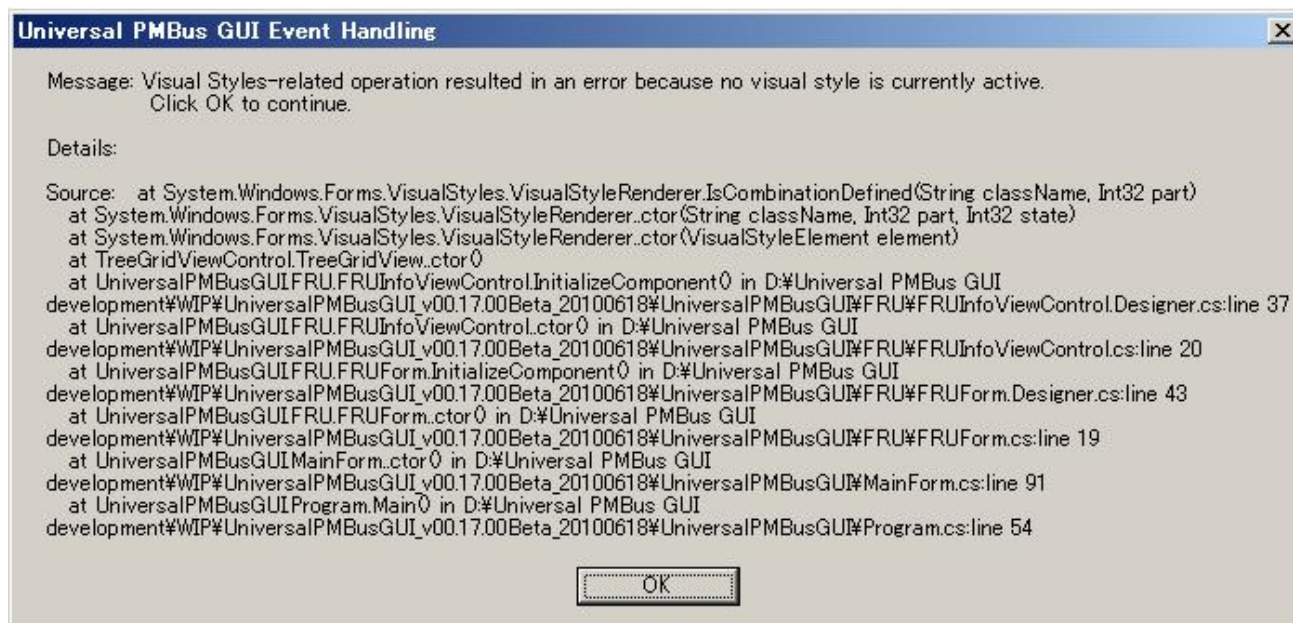 Universal PMBus GUI Event Handling
Message: Visual Styles-related operation resulted in an error because no visual style is currently active.
Click OK to continue.
Details:
Source: at System.Windows.Forms.VisualStyles.VisualStyleRenderer.IsCombinationDefined(String className, Int32 part)
at System.Windows.Forms.VisualStyles.VisualStyleRenderer..ctor(String className, Int32 part, Int32 state)
at System.Windows.Forms.VisualStyles.VisualStyleRenderer..ctor(VisualStyleElement element)
at TreeGridViewControl.TreeGridView..ctor()
at UniversalPMBusGUI.FRU.FRUInfoViewControl.InitializeComponent() in D:¥Universal PMBus GUI
development¥WIP¥UniversalPMBusGUI_v00.17.00Beta_20100618¥UniversalPMBusGUI¥FRU¥FRUInfoViewControl.Designer.cs:line 37
at UniversalPMBusGUI.FRU.FRUInfoViewControl..ctor() in D:¥Universal PMBus GUI
development¥WIP¥UniversalPMBusGUI_v00.17.00Beta_20100618¥UniversalPMBusGUI¥FRU¥FRUInfoViewControl.cs:line 20
at UniversalPMBusGUI.FRU.FRUForm.InitializeComponent() in D:¥Universal PMBus GUI
development¥WIP¥UniversalPMBusGUI_v00.17.00Beta_20100618¥UniversalPMBusGUI¥FRU¥FRUForm.Designer.cs:line 43
at UniversalPMBusGUI.FRU.FRUForm..ctor() in D:¥Universal PMBus GUI
development¥WIP¥UniversalPMBusGUI_v00.17.00Beta_20100618¥UniversalPMBusGUI¥FRU¥FRUForm.cs:line 19
at UniversalPMBusGUI.MainForm..ctor() in D:¥Universal PMBus GUI
development¥WIP¥UniversalPMBusGUI_v00.17.00Beta_20100618¥UniversalPMBusGUI¥MainForm.cs:line 91
at UniversalPMBusGUI.Program.Main() in D:¥Universal PMBus GUI
development¥WIP¥UniversalPMBusGUI_v00.17.00Beta_20100618¥UniversalPMBusGUI¥Program.cs:line 54
OK